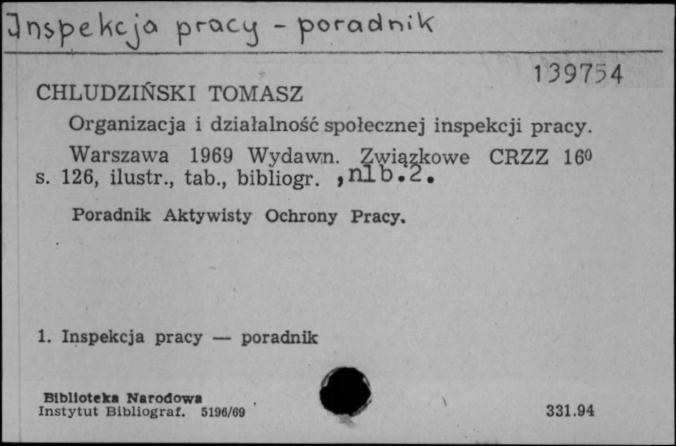 Inspekcja pracy - poradnik
139754
CHLUDZIŃSKI TOMASZ
Organizacja i działalność społecznej inspekcji pracy.
Warszawa 1969 Wydawn. Związkowe CRZZ 16⁰
s. 126, ilustr., tab., bibliogr. ,nlb.2.
Poradnik Aktywisty Ochrony Pracy.
1. Inspekcja pracy — poradnik
Biblioteka Narodowa
Instytut Bibliograf. 5196/69
331.94